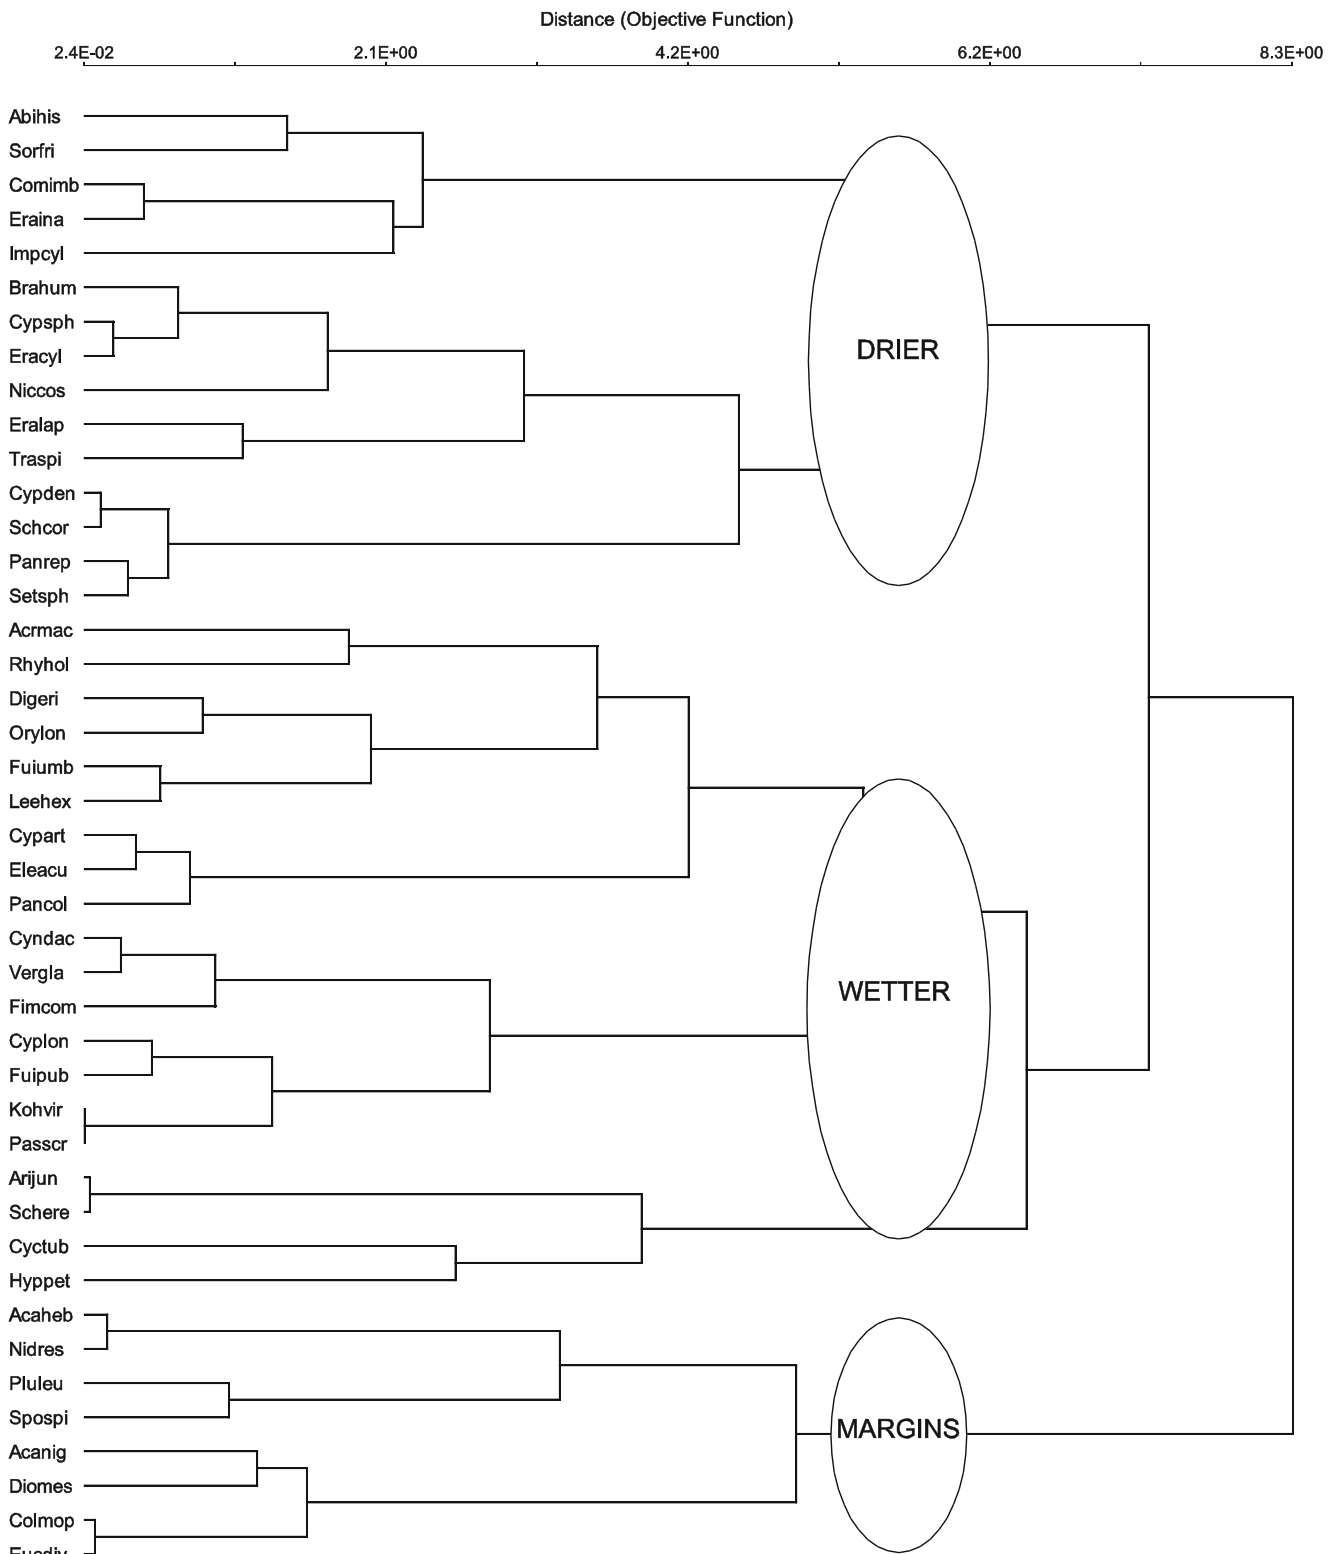 Distance (Objective Function)
2.4E-02 2.1E+00 4.2E+00 6.2E+00 8.3E+00
Abihis
Sorfri
Comimb
Eraina
Impcyl
Brahum
Cypsph
Eracyl
DRIER
Niccos
Eralap
Traspi
Cypden
Schcor
Panrep
Setsph
Acrmac
Rhyhol
Digeri
Orylon
Fuiumb
Leehex
Cypart
Eleacu
Pancol
Cyndac
Vergla
WETTER
Fimcom
Cyplon
Fuipub
Kohvir
Passcr
Arijun
Schere
Cyctub
Hyppet
Acaheb
Nidres
Pluleu
Spospi
MARGINS
Acanig
Diomes
Colmop